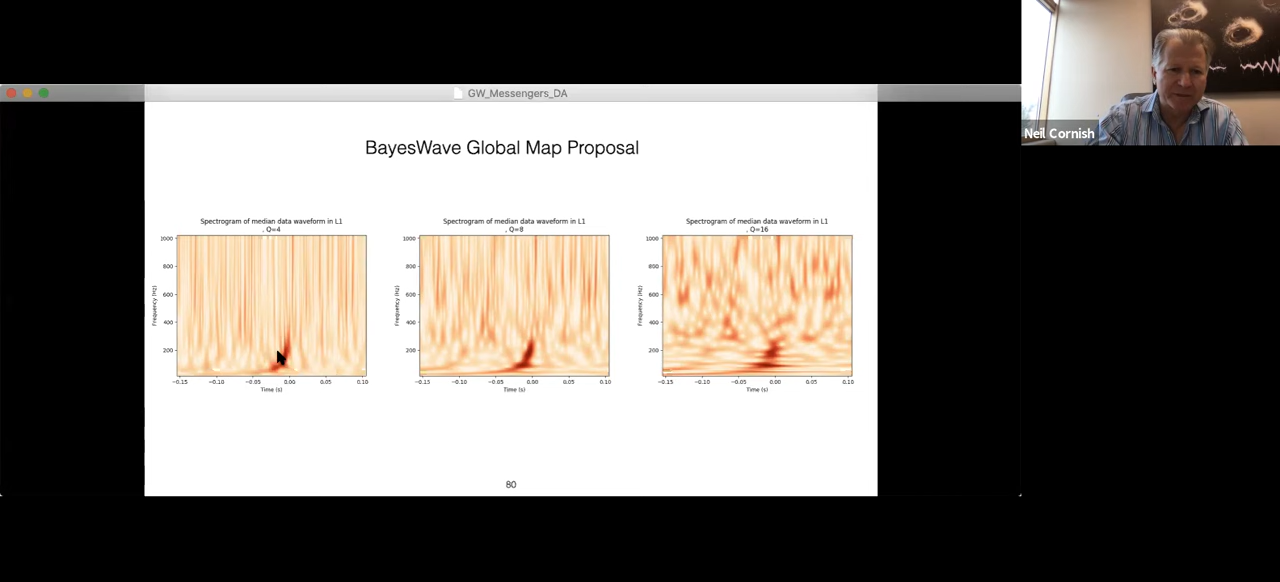 GW_Messengers_DA
Neil Cornish
BayesWave Global Map Proposal
Spectrogram of median data waveform in L1
, Q=4
1000
800
600
400
200
Frequency (Hz)
−0.15 −0.10 −0.05 0.00 0.05 0.10
Time (s)
Spectrogram of median data waveform in L1
, Q=8
1000
800
600
400
200
Frequency (Hz)
−0.15 −0.10 −0.05 0.00 0.05 0.10
Time (s)
Spectrogram of median data waveform in L1
, Q=16
1000
800
600
400
200
Frequency (Hz)
−0.15 −0.10 −0.05 0.00 0.05 0.10
Time (s)
80